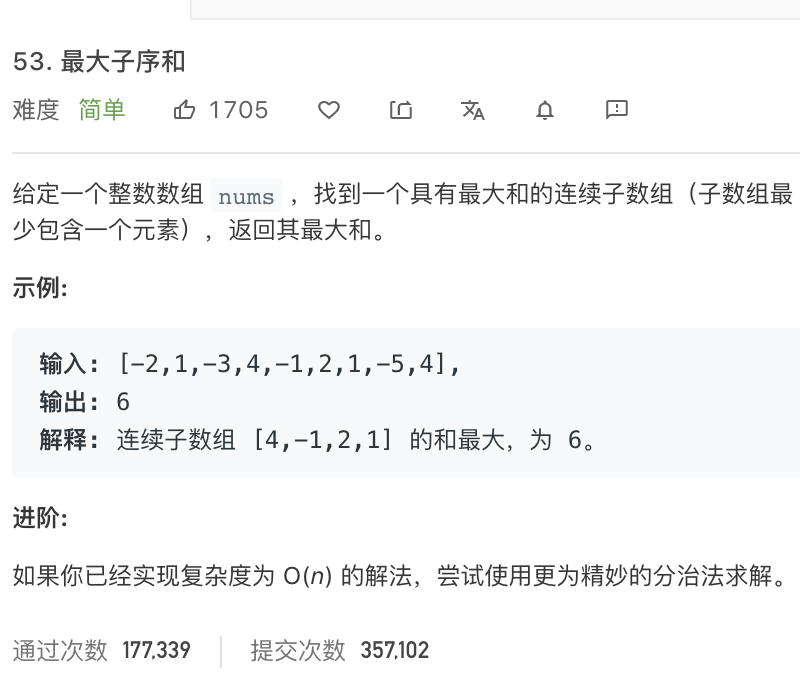 53. 最大子序和
难度 简单 1705
给定一个整数数组 nums ，找到一个具有最大和的连续子数组（子数组最
少包含一个元素），返回其最大和。
示例:
输入: [-2,1,-3,4,-1,2,1,-5,4],
输出: 6
解释: 连续子数组 [4,-1,2,1] 的和最大，为 6。
进阶:
如果你已经实现复杂度为 O(n) 的解法，尝试使用更为精妙的分治法求解。
通过次数 177,339 提交次数 357,102